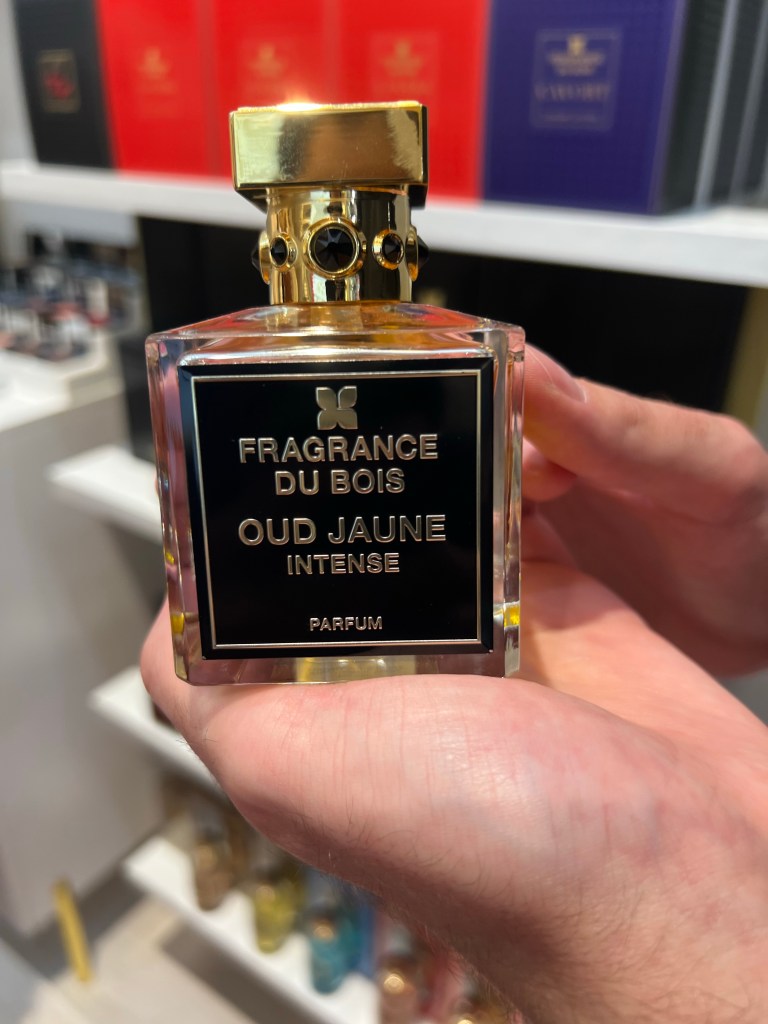 FRAGRANCE
DU BOIS
OUD JAUNE
INTENSE
PARFUM